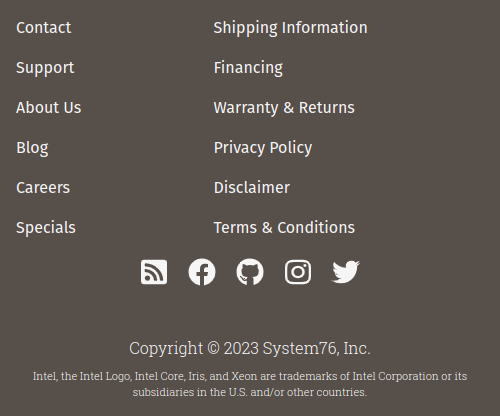 Contact
Support
About Us
Blog
Careers
Specials
Shipping Information
Financing
Warranty & Returns
Privacy Policy
Disclaimer
Terms & Conditions
Copyright © 2023 System76, Inc.
Intel, the Intel Logo, Intel Core, Iris, and Xeon are trademarks of Intel Corporation or its
subsidiaries in the U.S. and/or other countries.